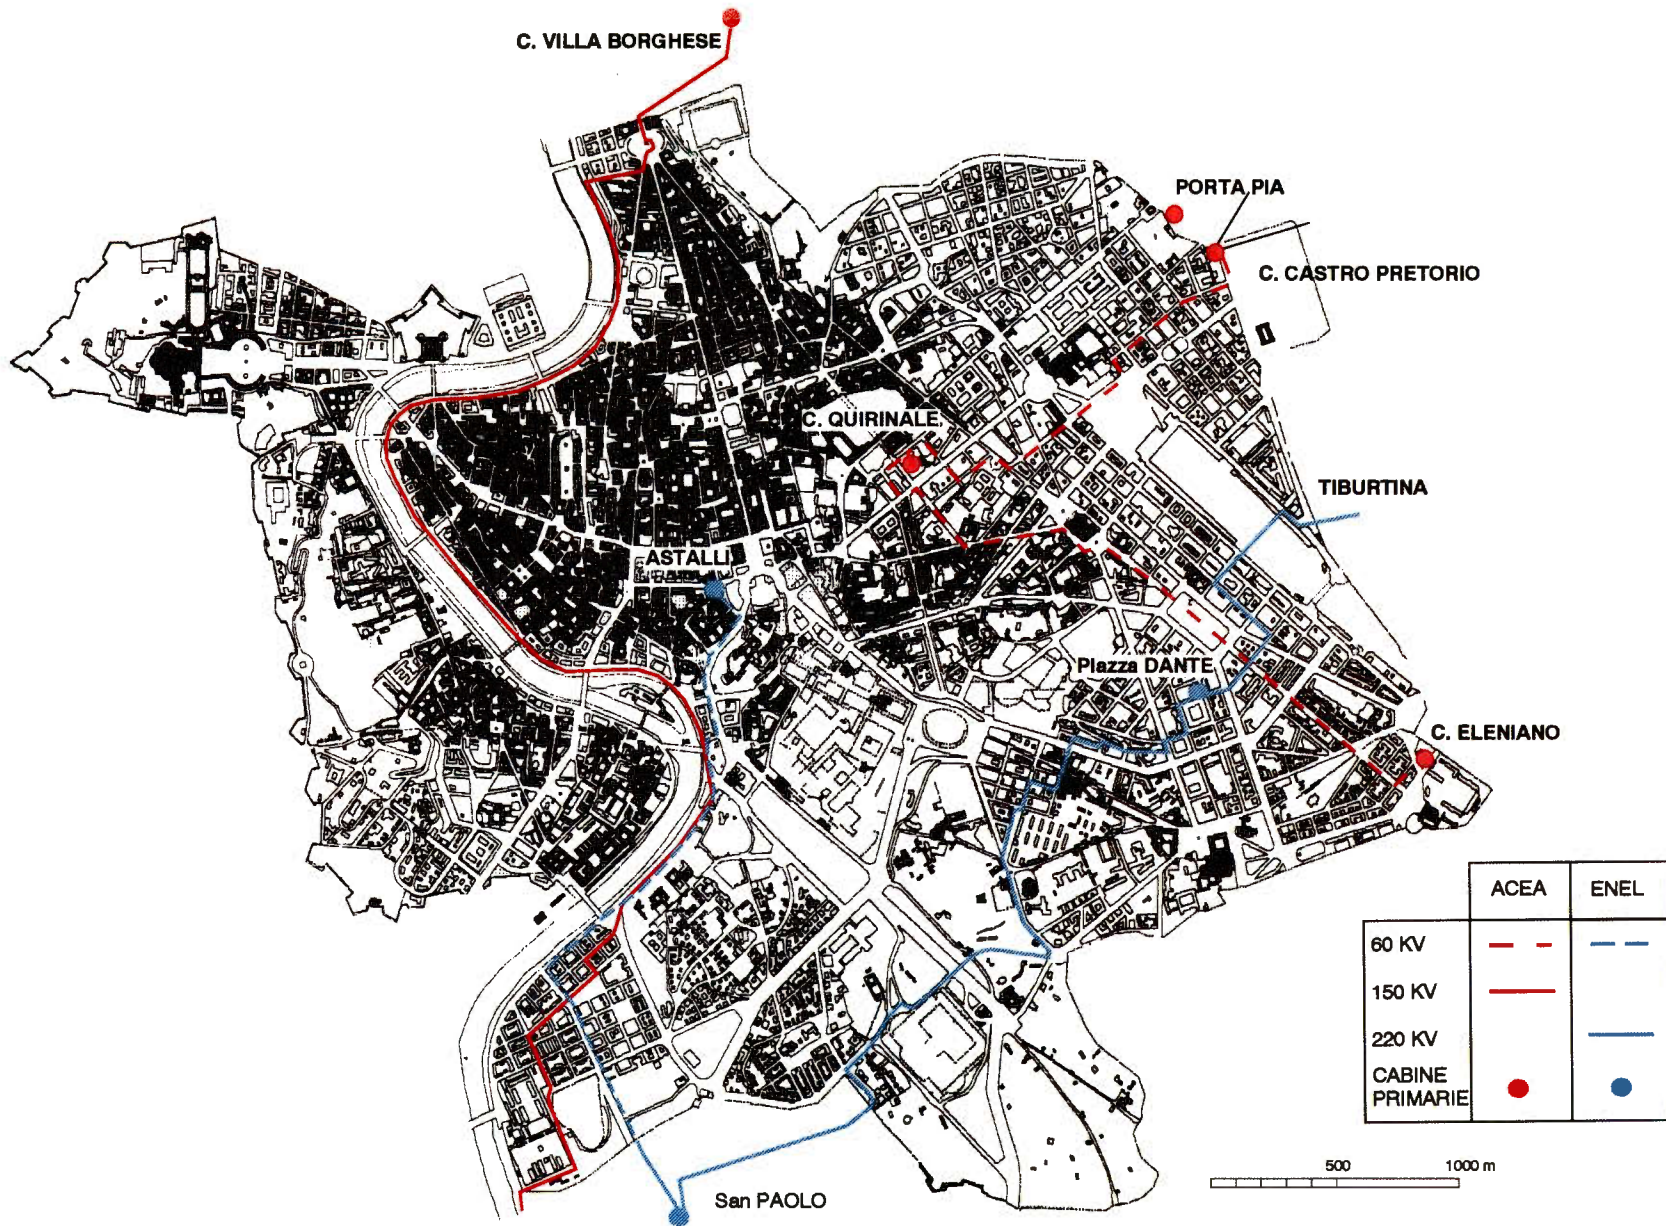 C. VILLA BORGHESE
PORTA PIA
C. CASTRO PRETORIO
C. QUIRINALE
TIBURTINA
ASTALLI
Piazza DANTE
C. ELENIANO
San PAOLO
ACEA ENEL
60 KV
150 KV
220 KV
CABINE
PRIMARIE
500 1000 m